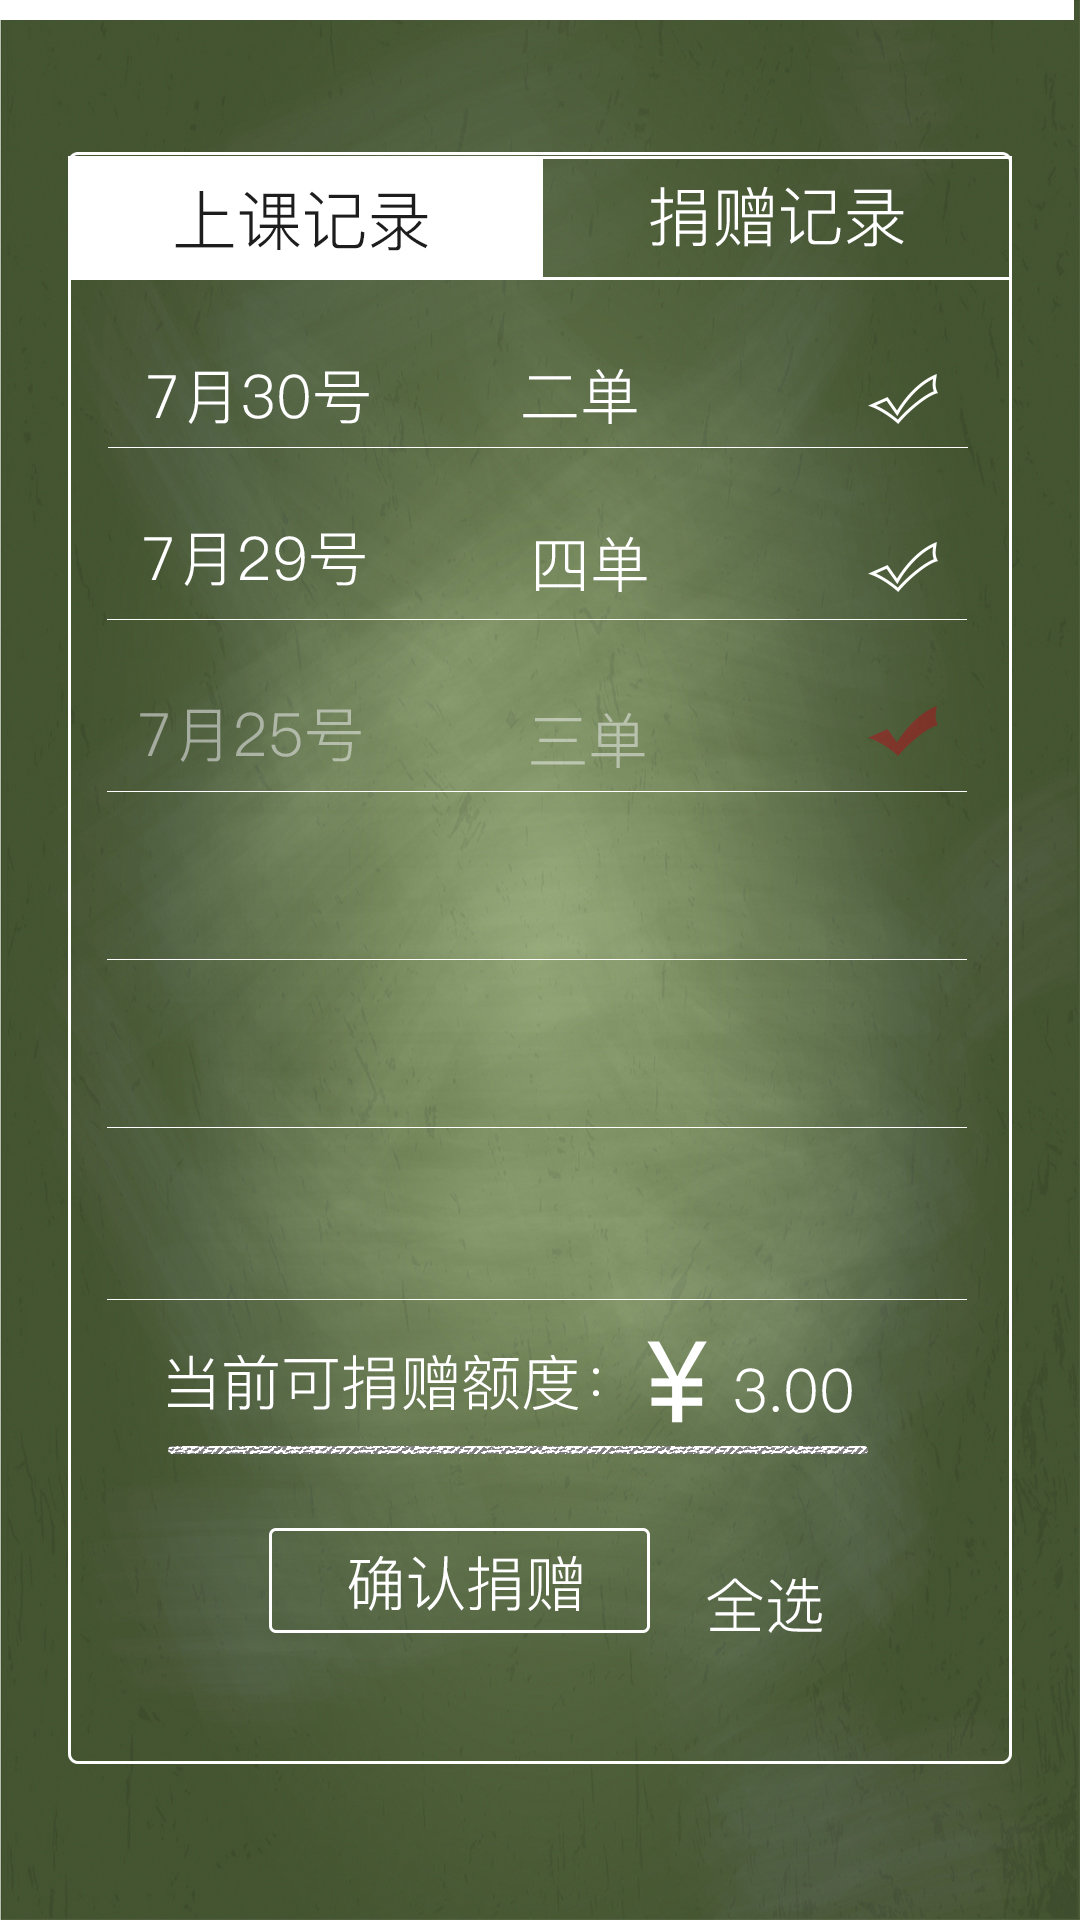 上课记录 捐赠记录
7月30号 二单
7月29号 四单
7月25号 三单
当前可捐赠额度： ¥ 3.00
确认捐赠 全选